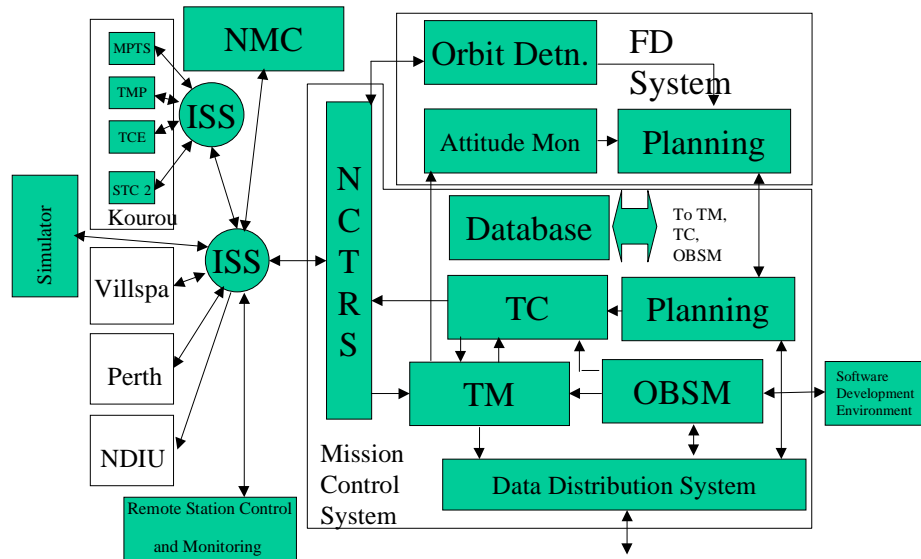 NMC
MPTS
TMP
TCE
STC 2
Kourou
ISS
Orbit Detn.
FD
System
Attitude Mon
Planning
N
C
T
R
S
Database
To TM,
TC,
OBSM
Simulator
ISS
Villspa
Perth
NDIU
TC
Planning
TM
OBSM
Software
Development
Environment
Mission
Control
System
Data Distribution System
Remote Station Control
and Monitoring